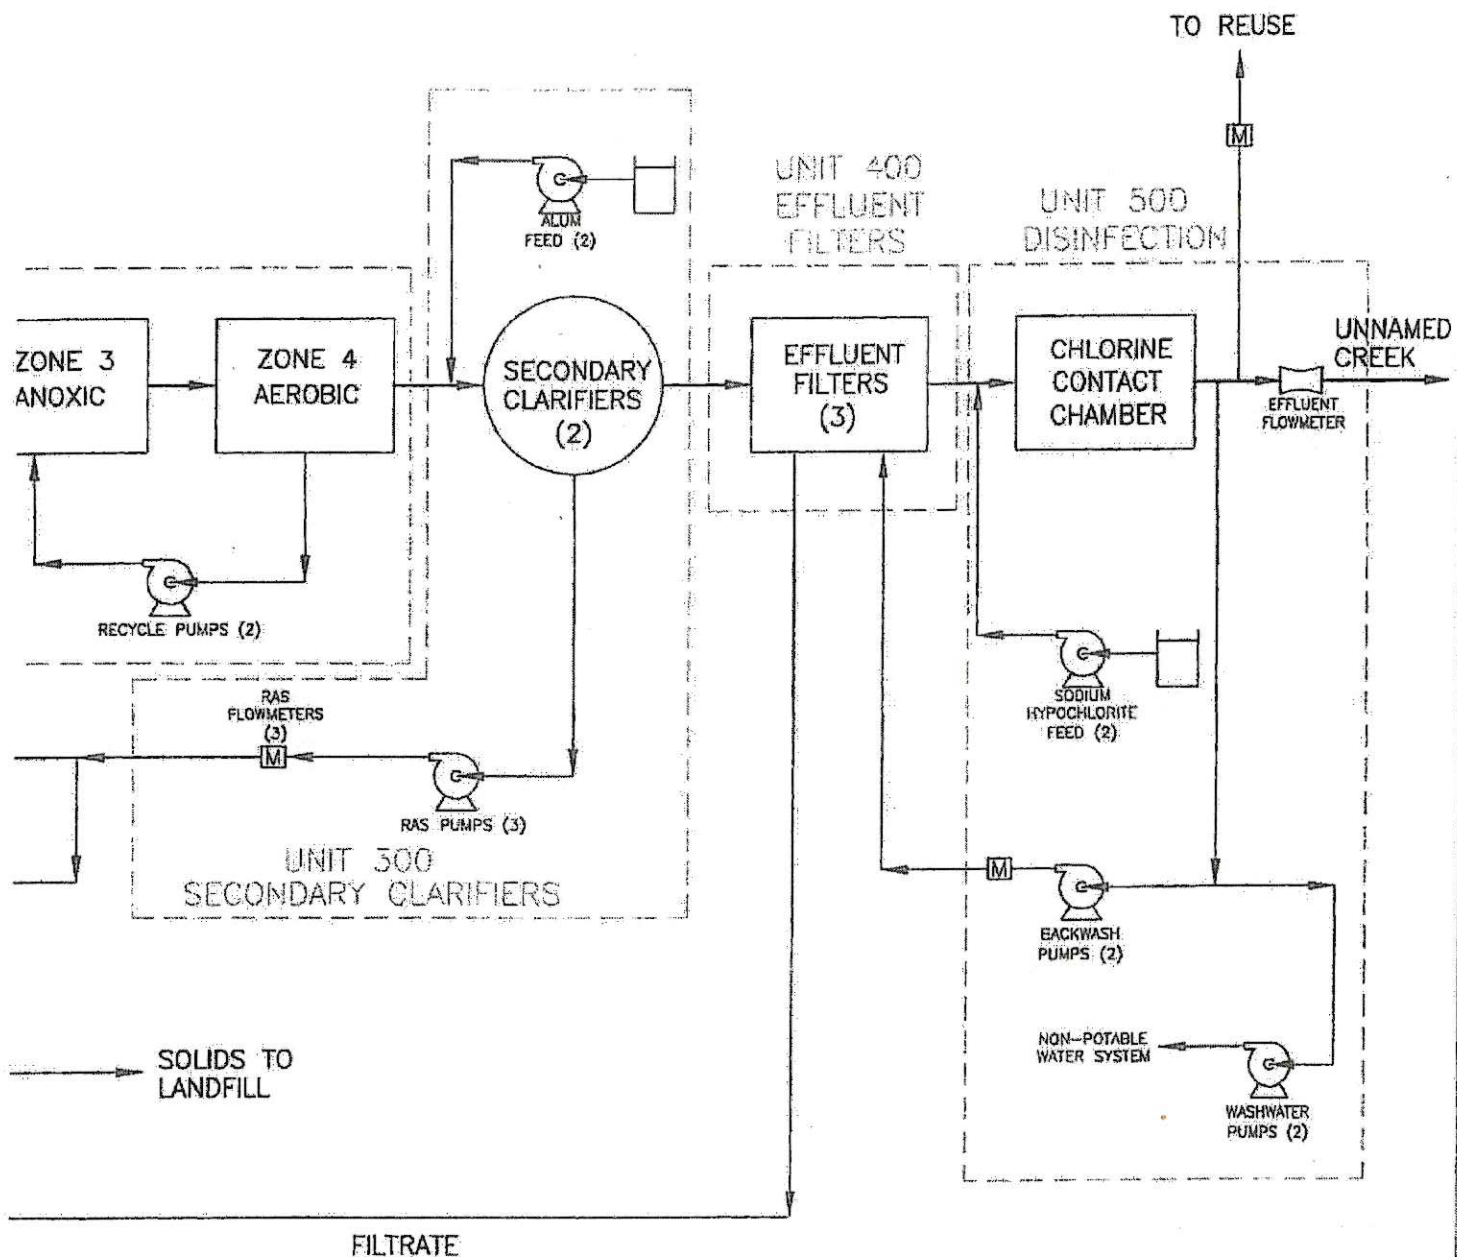 TO REUSE
M
UNIT 400
EFFLUENT
FILTERS
UNIT 500
DISINFECTION
ALUM
FEED (2)
ZONE 3
ANOXIC
ZONE 4
AEROBIC
SECONDARY
CLARIFIERS
(2)
EFFLUENT
FILTERS
(3)
CHLORINE
CONTACT
CHAMBER
UNNAMED
CREEK
EFFLUENT
FLOWMETER
RECYCLE PUMPS (2)
SODIUM
HYPOCHLORITE
FEED (2)
RAS
FLOWMETERS
(3)
M
RAS PUMPS (3)
UNIT 300
SECONDARY CLARIFIERS
M
BACKWASH
PUMPS (2)
NON-POTABLE
WATER SYSTEM
WASHWATER
PUMPS (2)
SOLIDS TO
LANDFILL
FILTRATE